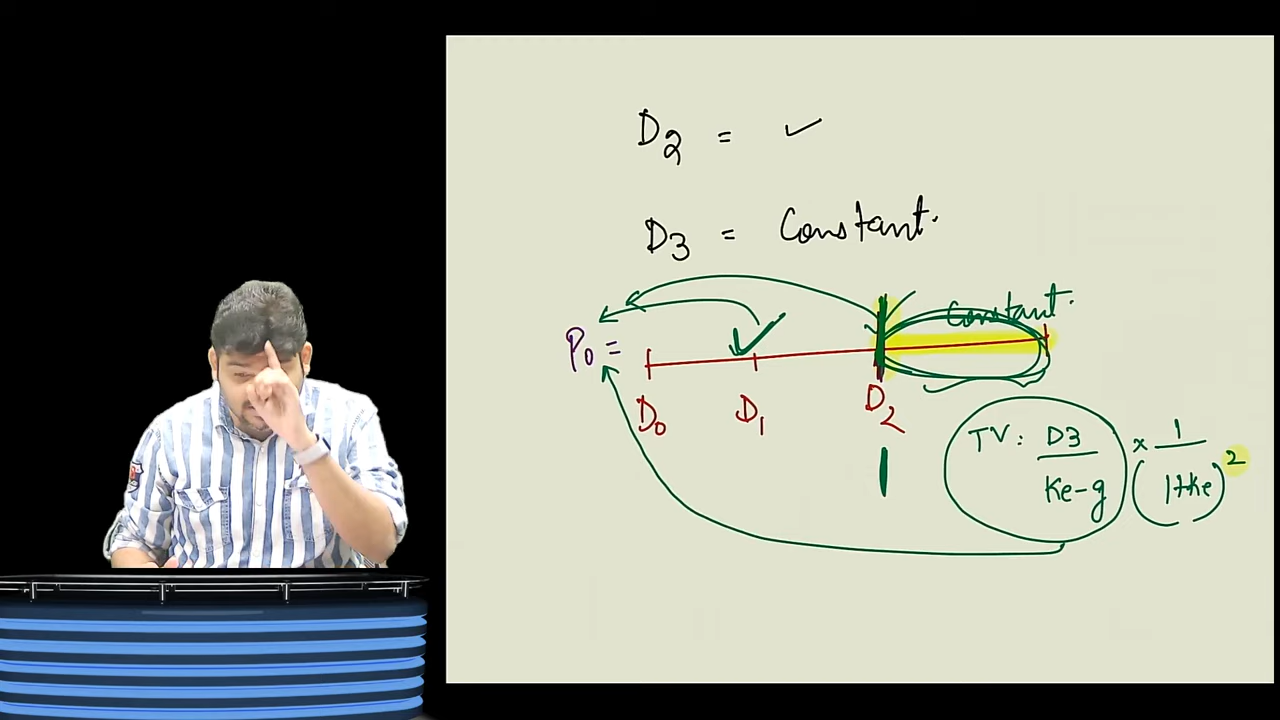 D2 = ✓
D3 = Constant.
Constant.
P0 =
D0 D1 D2
TV : D3 / Ke-g × 1 / (1+Ke)^2